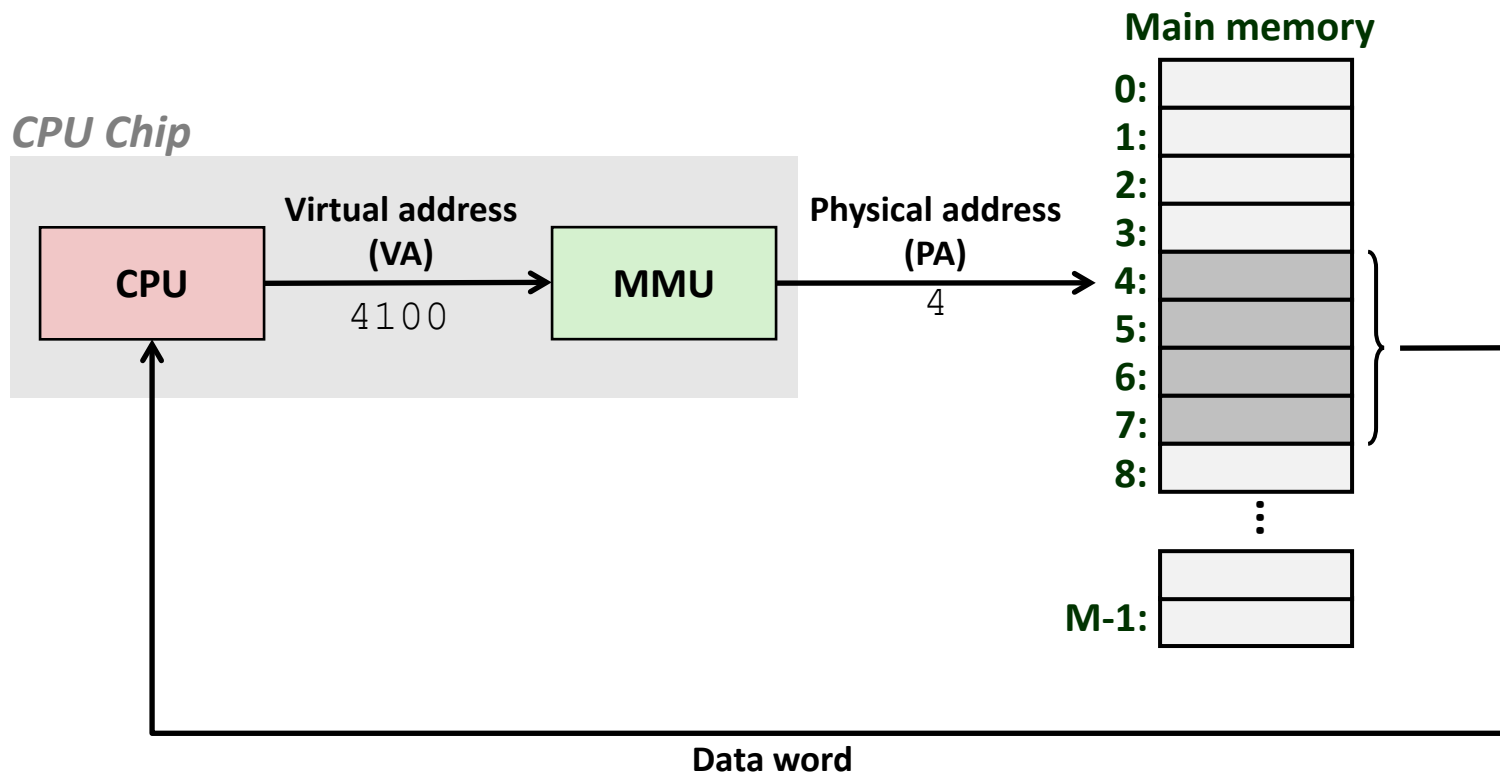 Main memory
0:
1:
CPU Chip
2:
Virtual address
(VA)
Physical address
(PA)
3:
CPU
4100
MMU
4
4:
5:
6:
7:
8:
...
M-1:
Data word